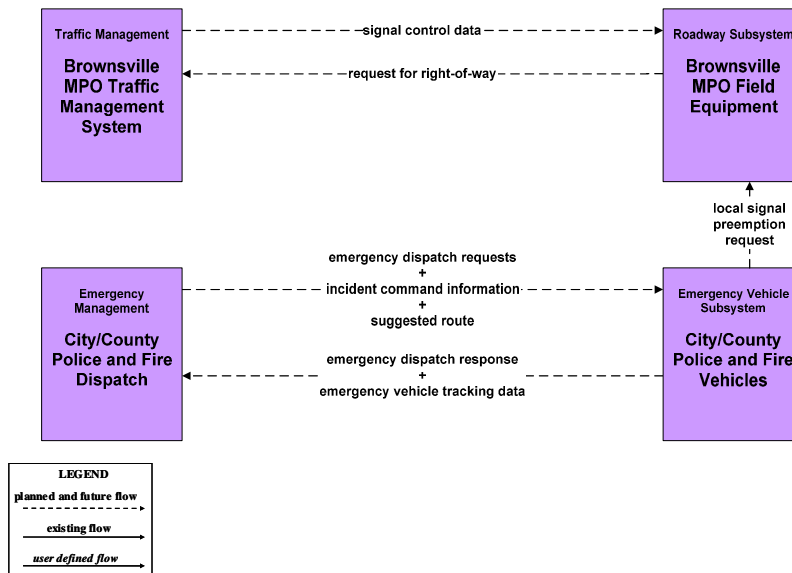 Traffic Management
Brownsville
MPO Traffic
Management
System
signal control data
request for right-of-way
Roadway Subsystem
Brownsville
MPO Field
Equipment
local signal
preemption
request
Emergency
Management
City/County
Police and Fire
Dispatch
emergency dispatch requests
+
incident command information
+
suggested route
emergency dispatch response
+
emergency vehicle tracking data
Emergency Vehicle
Subsystem
City/County
Police and Fire
Vehicles
LEGEND
planned and future flow
existing flow
user defined flow